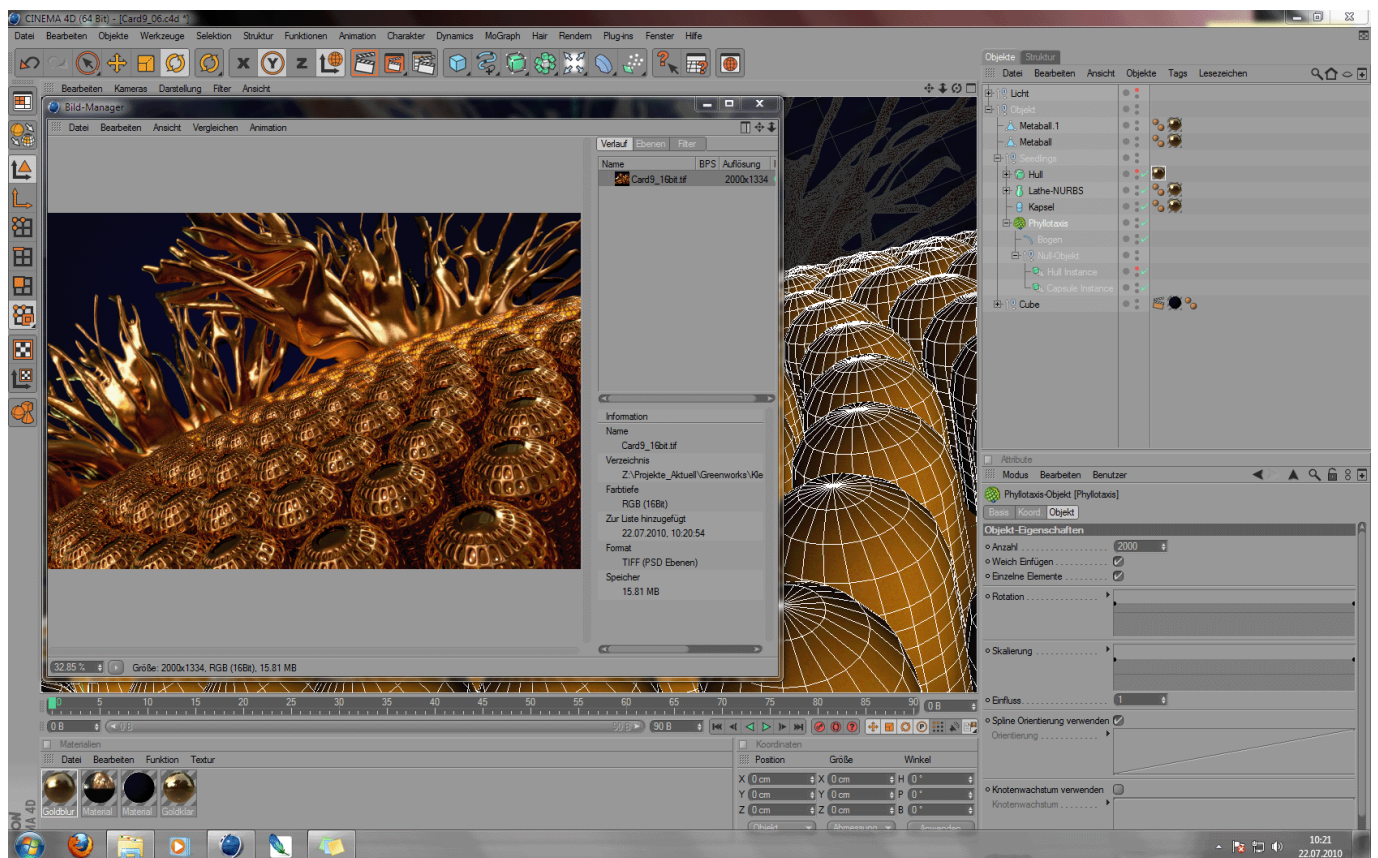 CINEMA 4D (64 Bit) - [Card9_06.c4d *]
Datei Bearbeiten Objekte Werkzeuge Selektion Struktur Funktionen Animation Charakter Dynamics MoGraph Hair Rendern Plug-ins Fenster Hilfe
X Y Z
Bearbeiten Kameras Darstellung Filter Ansicht
Bild-Manager
Datei Bearbeiten Ansicht Vergleichen Animation
Verlauf Ebenen Filter
Name BPS Auflösung
Card9_16bit.tif 2000x1334
Information
Name
Card9_16bit.tif
Verzeichnis
Z:\Projekte_Aktuell\Greenworks\Kle
Farbtiefe
RGB (16Bit)
Zur Liste hinzugefügt
22.07.2010, 10:20:54
Format
TIFF (PSD Ebenen)
Speicher
15.81 MB
32.85 % Größe: 2000x1334, RGB (16Bit), 15.81 MB
0 5 10 15 20 25 30 35 40 45 50 55 60 65 70 75 80 85 90 0 B
0 B 0 B 90 B 90 B
Materialien
Datei Bearbeiten Funktion Textur
Goldblur Material Material Goldklar
Koordinaten
Position Größe Winkel
X 0 cm X 0 cm H 0 °
Y 0 cm Y 0 cm P 0 °
Z 0 cm Z 0 cm B 0 °
Objekt Abmessung Anwenden
Objekte Struktur
Datei Bearbeiten Ansicht Objekte Tags Lesezeichen
Licht
Objekt
Metaball.1
Metaball
Seedlings
Hull
Lathe-NURBS
Kapsel
Phyllotaxis
Bogen
Null-Objekt
Hull Instance
Capsule Instance
Cube
Attribute
Modus Bearbeiten Benutzer
Phyllotaxis-Objekt [Phyllotaxis]
Basis Koord. Objekt
Objekt-Eigenschaften
Anzahl 2000
Weich Einfügen
Einzelne Elemente
Rotation
Skalierung
Einfluss 1
Spline Orientierung verwenden
Orientierung
Knotenwachstum verwenden
Knotenwachstum
10:21
22.07.2010